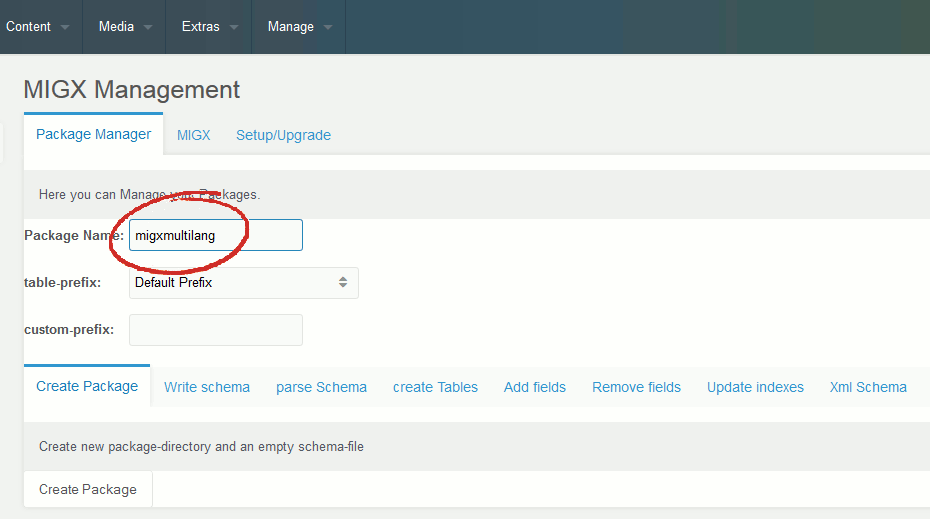 Content Media Extras Manage
MIGX Management
Package Manager MIGX Setup/Upgrade
Here you can Manage your Packages.
Package Name: migxmultilang
table-prefix: Default Prefix
custom-prefix:
Create Package Write schema parse Schema create Tables Add fields Remove fields Update indexes Xml Schema
Create new package-directory and an empty schema-file
Create Package